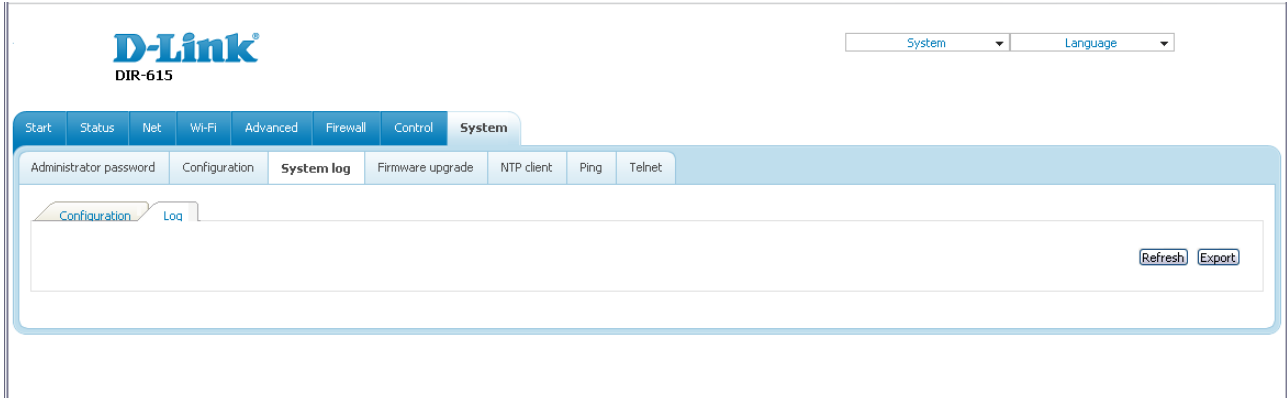 D-Link®
DIR-615
System Language
Start Status Net Wi-Fi Advanced Firewall Control System
Administrator password Configuration System log Firmware upgrade NTP client Ping Telnet
Configuration Log
Refresh Export